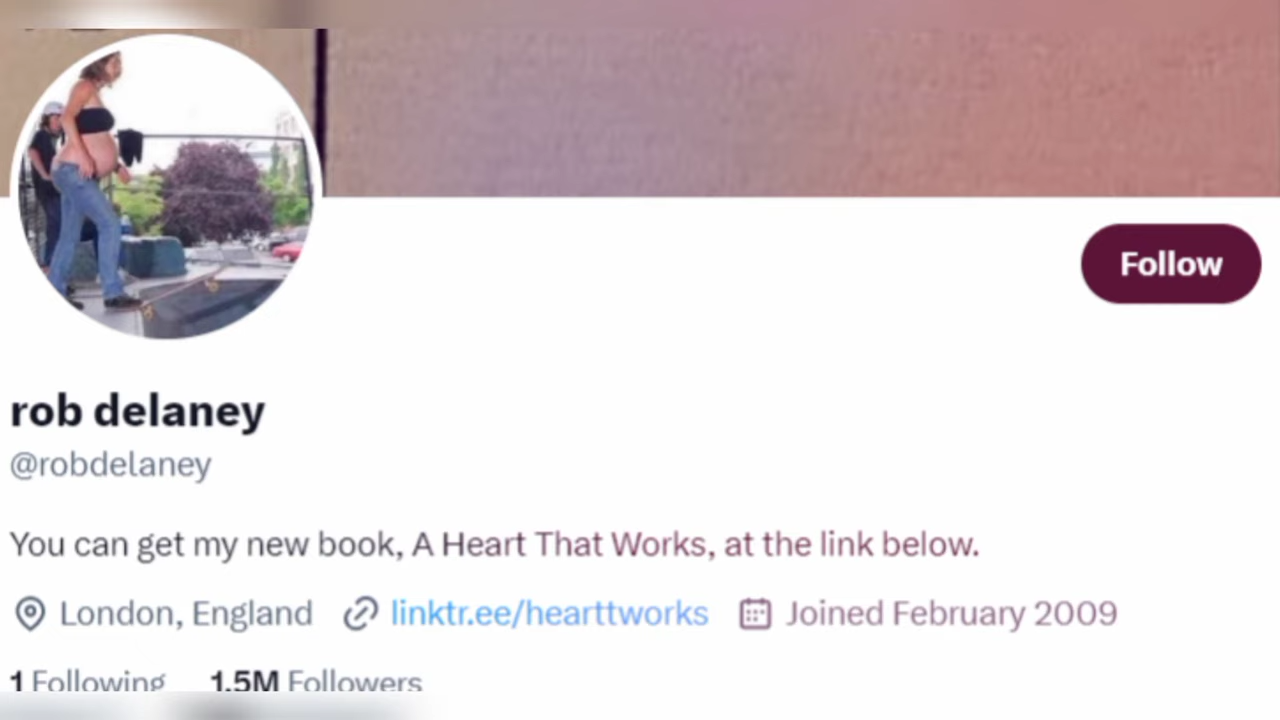 Follow
rob delaney
@robdelaney
You can get my new book, A Heart That Works, at the link below.
London, England linktr.ee/hearttworks Joined February 2009
1 Following 1.5M Followers